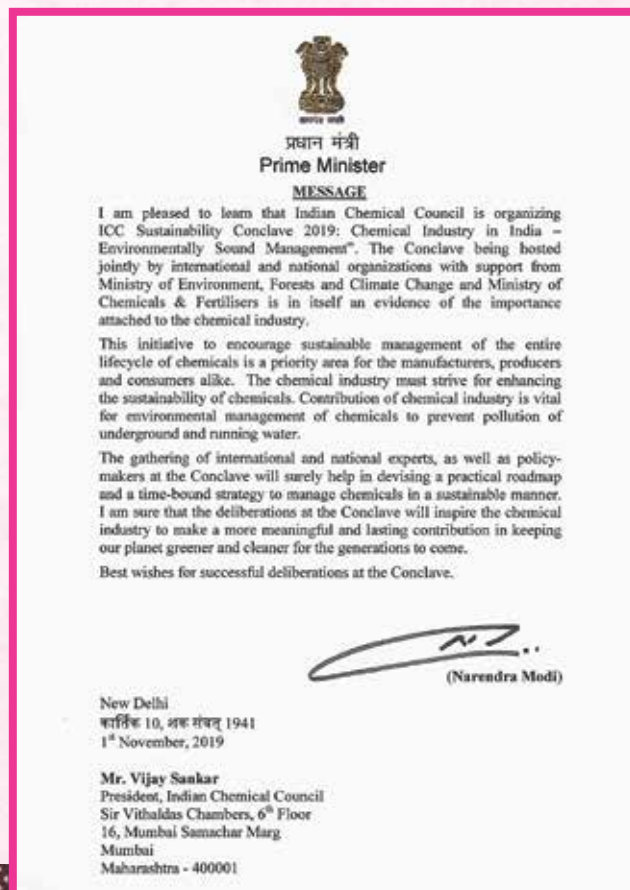 प्रधान मंत्री
Prime Minister
MESSAGE
I am pleased to learn that Indian Chemical Council is organizing
ICC Sustainability Conclave 2019: Chemical Industry in India –
Environmentally Sound Management". The Conclave being hosted
jointly by international and national organizations with support from
Ministry of Environment, Forests and Climate Change and Ministry of
Chemicals & Fertilisers is in itself an evidence of the importance
attached to the chemical industry.
This initiative to encourage sustainable management of the entire
lifecycle of chemicals is a priority area for the manufacturers, producers
and consumers alike. The chemical industry must strive for enhancing
the sustainability of chemicals. Contribution of chemical industry is vital
for environmental management of chemicals to prevent pollution of
underground and running water.
The gathering of international and national experts, as well as policy-
makers at the Conclave will surely help in devising a practical roadmap
and a time-bound strategy to manage chemicals in a sustainable manner.
I am sure that the deliberations at the Conclave will inspire the chemical
industry to make a more meaningful and lasting contribution in keeping
our planet greener and cleaner for the generations to come.
Best wishes for successful deliberations at the Conclave.
(Narendra Modi)
New Delhi
कार्तिक 10, शक संवत् 1941
1st November, 2019
Mr. Vijay Sankar
President, Indian Chemical Council
Sir Vithaldas Chambers, 6th Floor
16, Mumbai Samachar Marg
Mumbai
Maharashtra - 400001